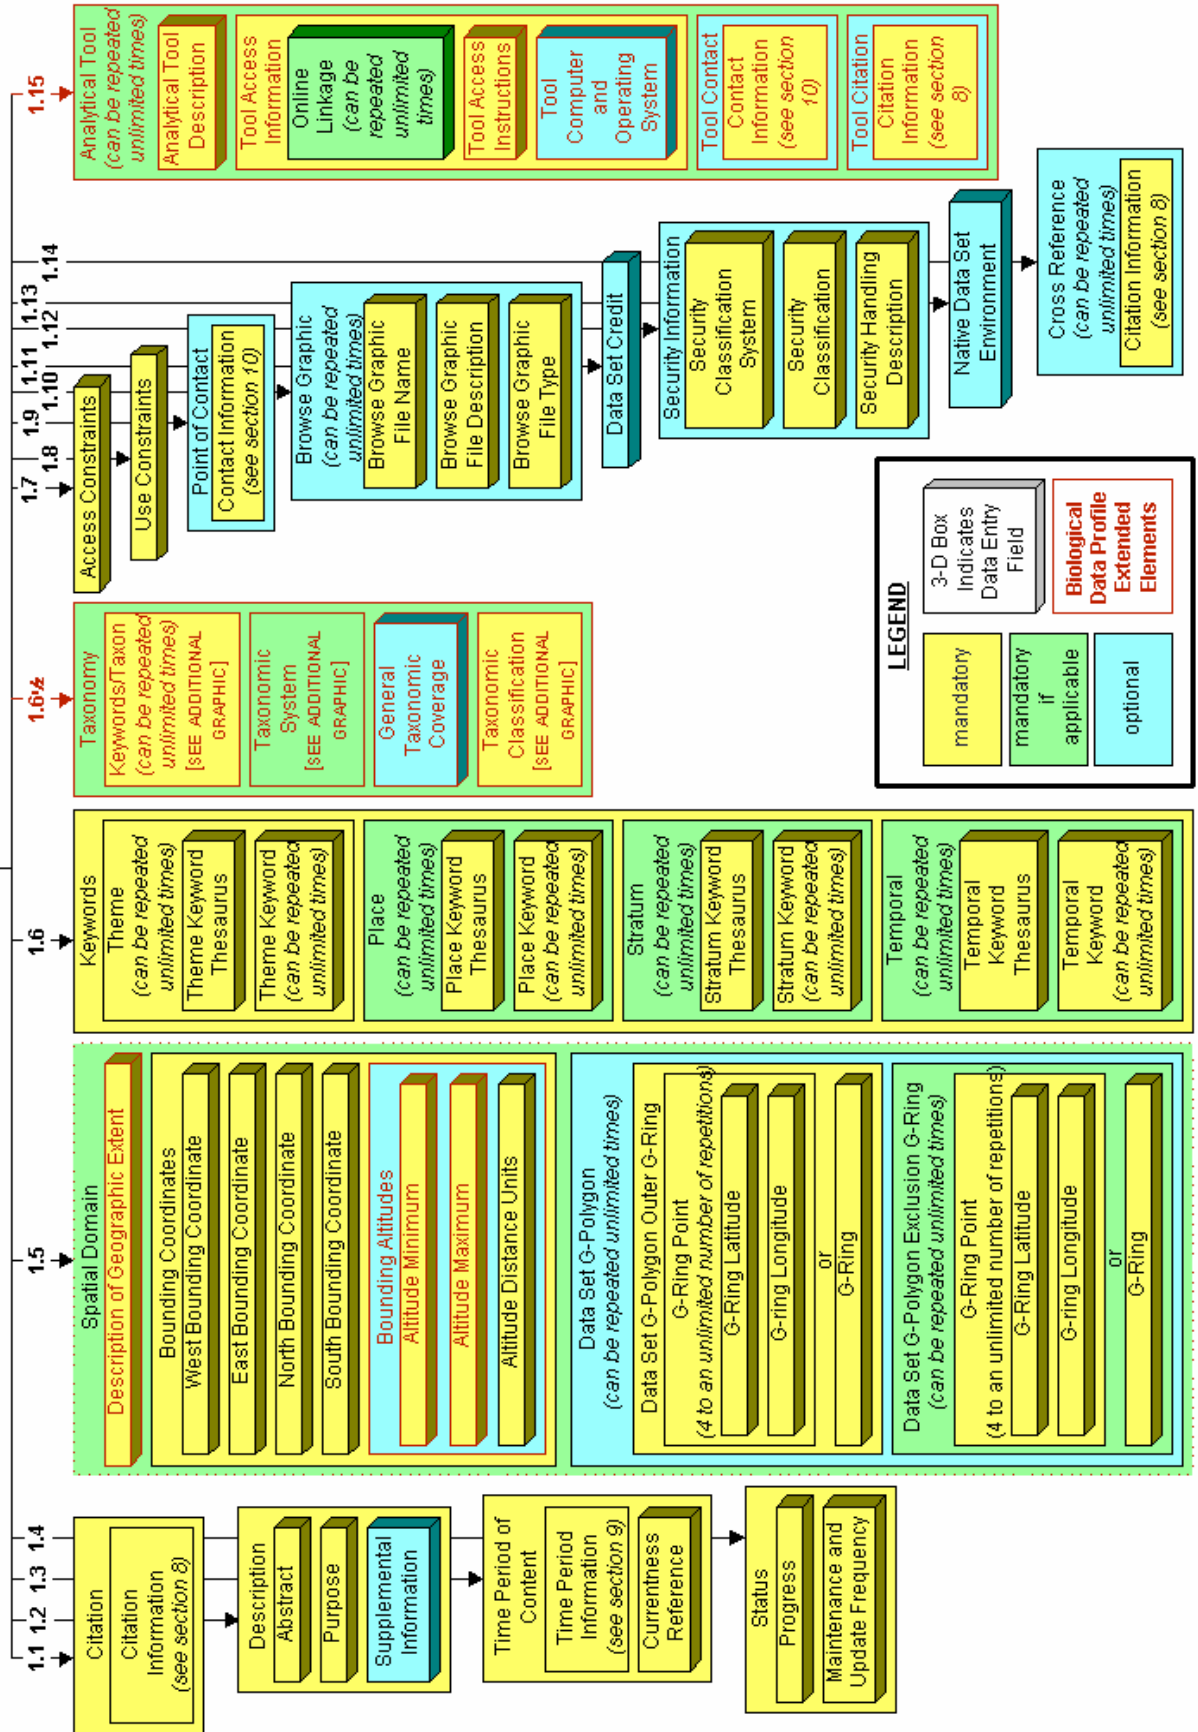 1.1
1.2
1.3
1.4
Citation
Citation
Information
(see section 8)
Description
Abstract
Purpose
Supplemental
Information
Time Period of
Content
Time Period
Information
(see section 9)
Currentness
Reference
Status
Progress
Maintenance and
Update Frequency
1.5
Spatial Domain
Description of Geographic Extent
Bounding Coordinates
West Bounding Coordinate
East Bounding Coordinate
North Bounding Coordinate
South Bounding Coordinate
Bounding Altitudes
Altitude Minimum
Altitude Maximum
Altitude Distance Units
Data Set G-Polygon
(can be repeated unlimited times)
Data Set G-Polygon Outer G-Ring
G-Ring Point
(4 to an unlimited number of repetitions)
G-Ring Latitude
G-ring Longitude
or
G-Ring
Data Set G-Polygon Exclusion G-Ring
(can be repeated unlimited times)
G-Ring Point
(4 to an unlimited number of repetitions)
G-Ring Latitude
G-ring Longitude
or
G-Ring
1.6
Keywords
Theme
(can be repeated
unlimited times)
Theme Keyword
Thesaurus
Theme Keyword
(can be repeated
unlimited times)
Place
(can be repeated
unlimited times)
Place Keyword
Thesaurus
Place Keyword
(can be repeated
unlimited times)
Stratum
(can be repeated
unlimited times)
Stratum Keyword
Thesaurus
Stratum Keyword
(can be repeated
unlimited times)
Temporal
(can be repeated
unlimited times)
Temporal
Keyword
Thesaurus
Temporal
Keyword
(can be repeated
unlimited times)
1.6½
Taxonomy
Keywords/Taxon
(can be repeated
unlimited times)
[SEE ADDITIONAL
GRAPHIC]
Taxonomic
System
[SEE ADDITIONAL
GRAPHIC]
General
Taxonomic
Coverage
Taxonomic
Classification
[SEE ADDITIONAL
GRAPHIC]
1.7
1.8
1.9
1.10
1.11
1.12
1.13
1.14
Access Constraints
Use Constraints
Point of Contact
Contact Information
(see section 10)
Browse Graphic
(can be repeated
unlimited times)
Browse Graphic
File Name
Browse Graphic
File Description
Browse Graphic
File Type
Data Set Credit
Security Information
Security
Classification
System
Security
Classification
Security Handling
Description
Native Data Set
Environment
Cross Reference
(can be repeated
unlimited times)
Citation Information
(see section 8)
1.15
Analytical Tool
(can be repeated
unlimited times)
Analytical Tool
Description
Tool Access
Information
Online
Linkage
(can be
repeated
unlimited
times)
Tool Access
Instructions
Tool
Computer
and
Operating
System
Tool Contact
Contact
Information
(see section
10)
Tool Citation
Citation
Information
(see section
8)
LEGEND
mandatory
mandatory
if
applicable
optional
3-D Box
Indicates
Data Entry
Field
Biological
Data Profile
Extended
Elements